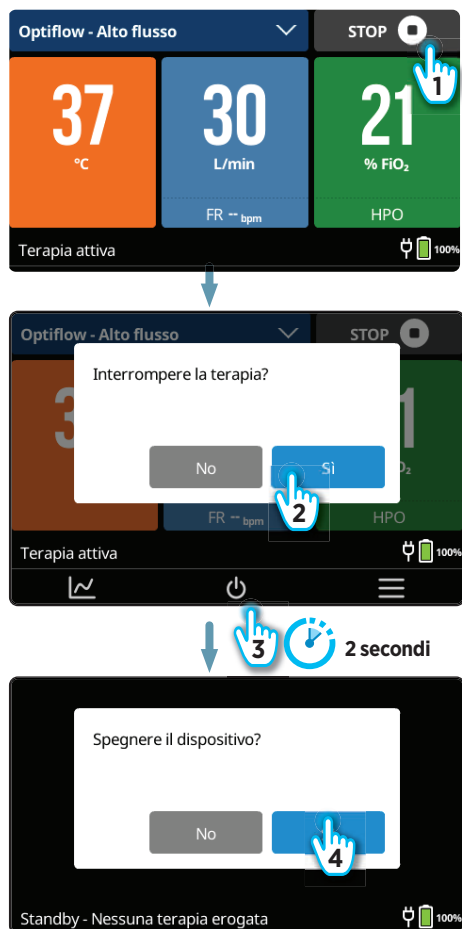 Optiflow - Alto flusso STOP
1
37 30 21
°C L/min % FiO₂
FR -- bpm HPO
Terapia attiva 100%
Optiflow - Alto flusso STOP
Interrompere la terapia?
No Sì
2
FR -- bpm HPO
Terapia attiva 100%
3 2 secondi
Spegnere il dispositivo?
No
4
Standby - Nessuna terapia erogata 100%